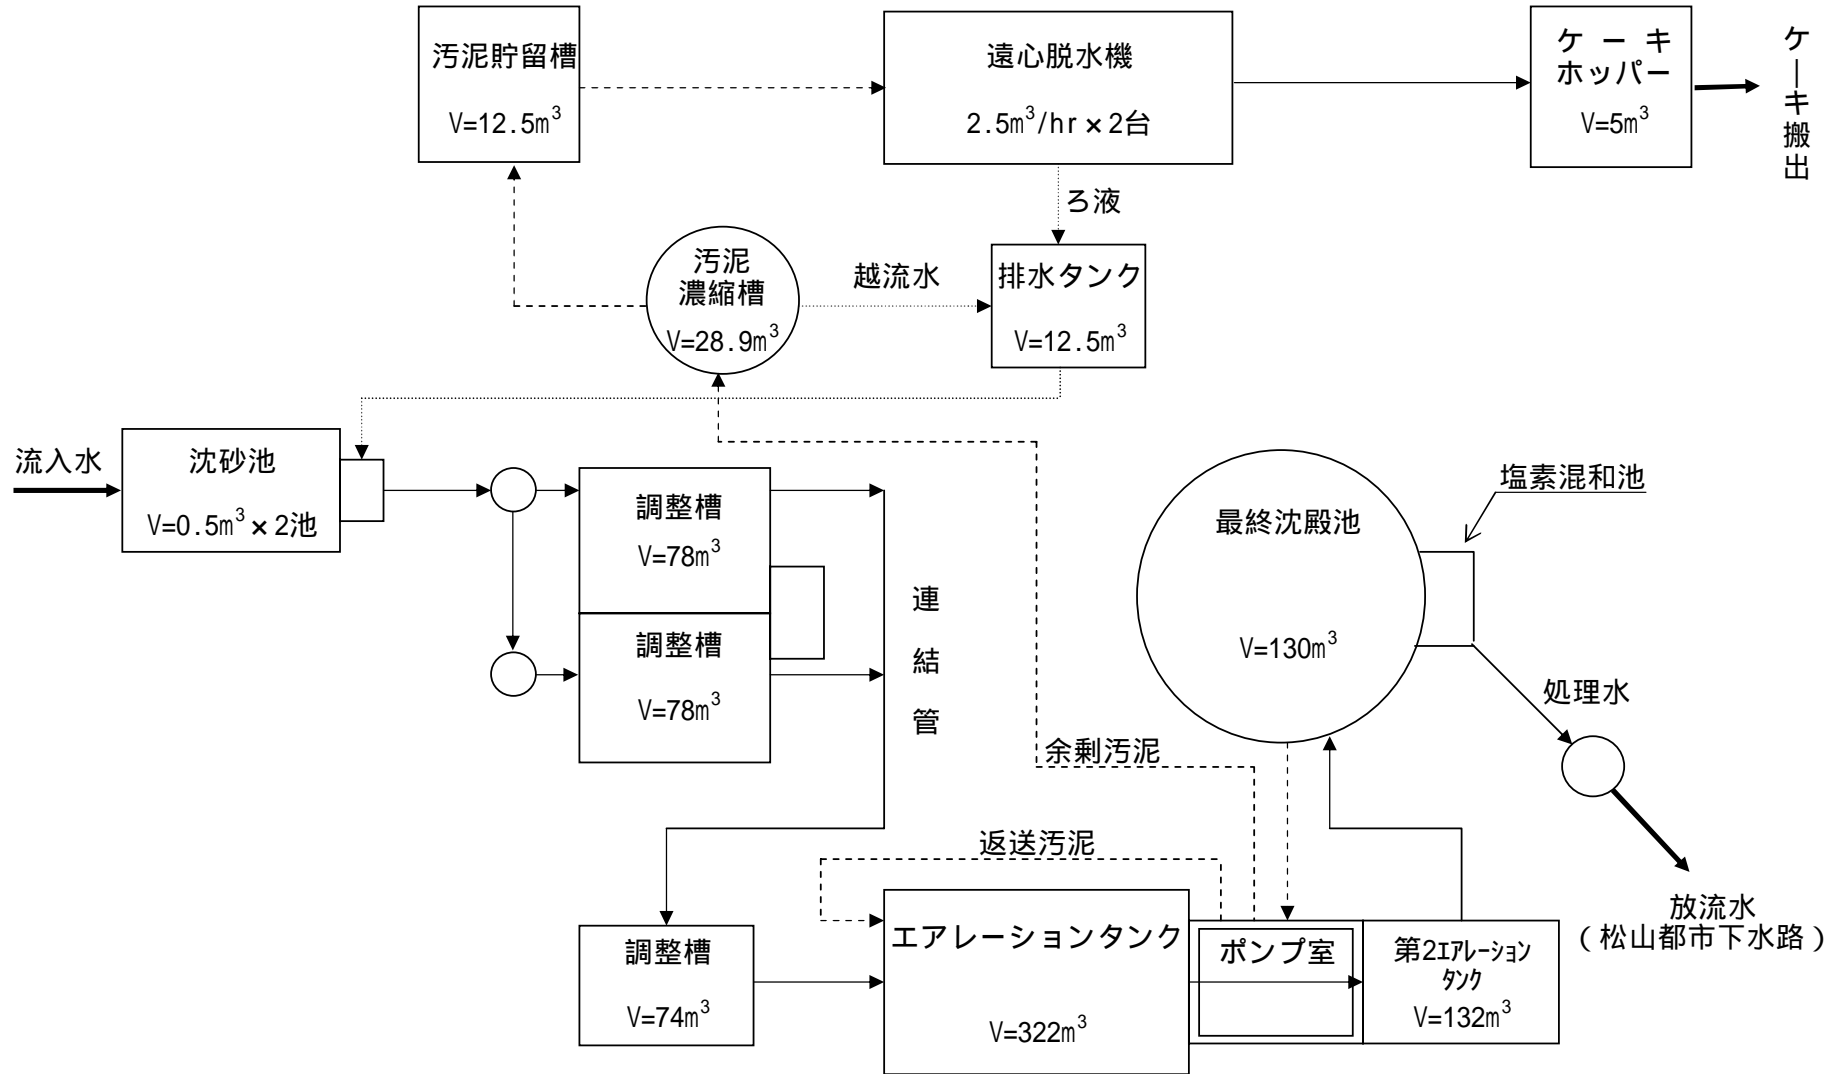 汚泥貯留槽
V=12.5m³
遠心脱水機
2.5m³/hr×2台
ケーキ
ホッパー
V=5m³
ケーキ搬出
ろ液
汚泥
濃縮槽
V=28.9m³
越流水
排水タンク
V=12.5m³
流入水
沈砂池
V=0.5m³×2池
調整槽
V=78m³
調整槽
V=78m³
連結管
最終沈殿池
V=130m³
塩素混和池
処理水
余剰汚泥
返送汚泥
調整槽
V=74m³
エアレーションタンク
V=322m³
ポンプ室
第2エアレーション
タンク
V=132m³
放流水
(松山都市下水路)